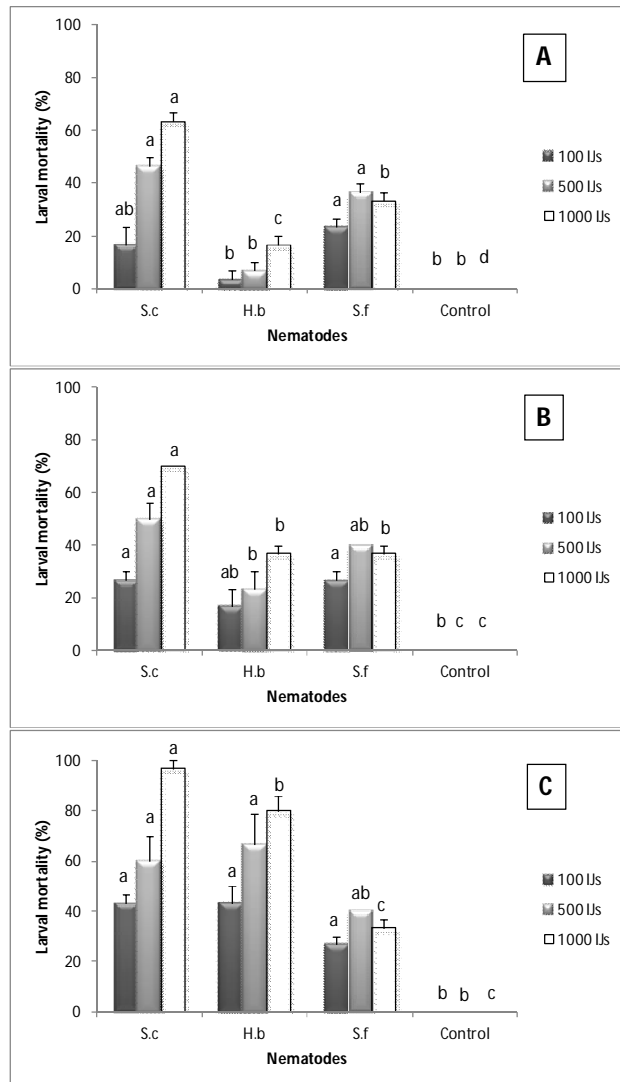 100
A
a
80
a
60
a
a
b
Larval mortality (%)
100 IJs
500 IJs
1000 IJs
40
ab
a
c
20
b b
b b d
0
S.c H.b S.f Control
Nematodes
100
B
80
a
a
ab
b
b
Larval mortality (%)
100 IJs
500 IJs
1000 IJs
60
a
ab
b
a
40
20
b c c
0
S.c H.b S.f Control
Nematodes
a
100
C
b
a
80
a
Larval mortality (%)
100 IJs
500 IJs
1000 IJs
60
a
a
ab
c
a
40
20
b b c
0
S.c H.b S.f Control
Nematodes